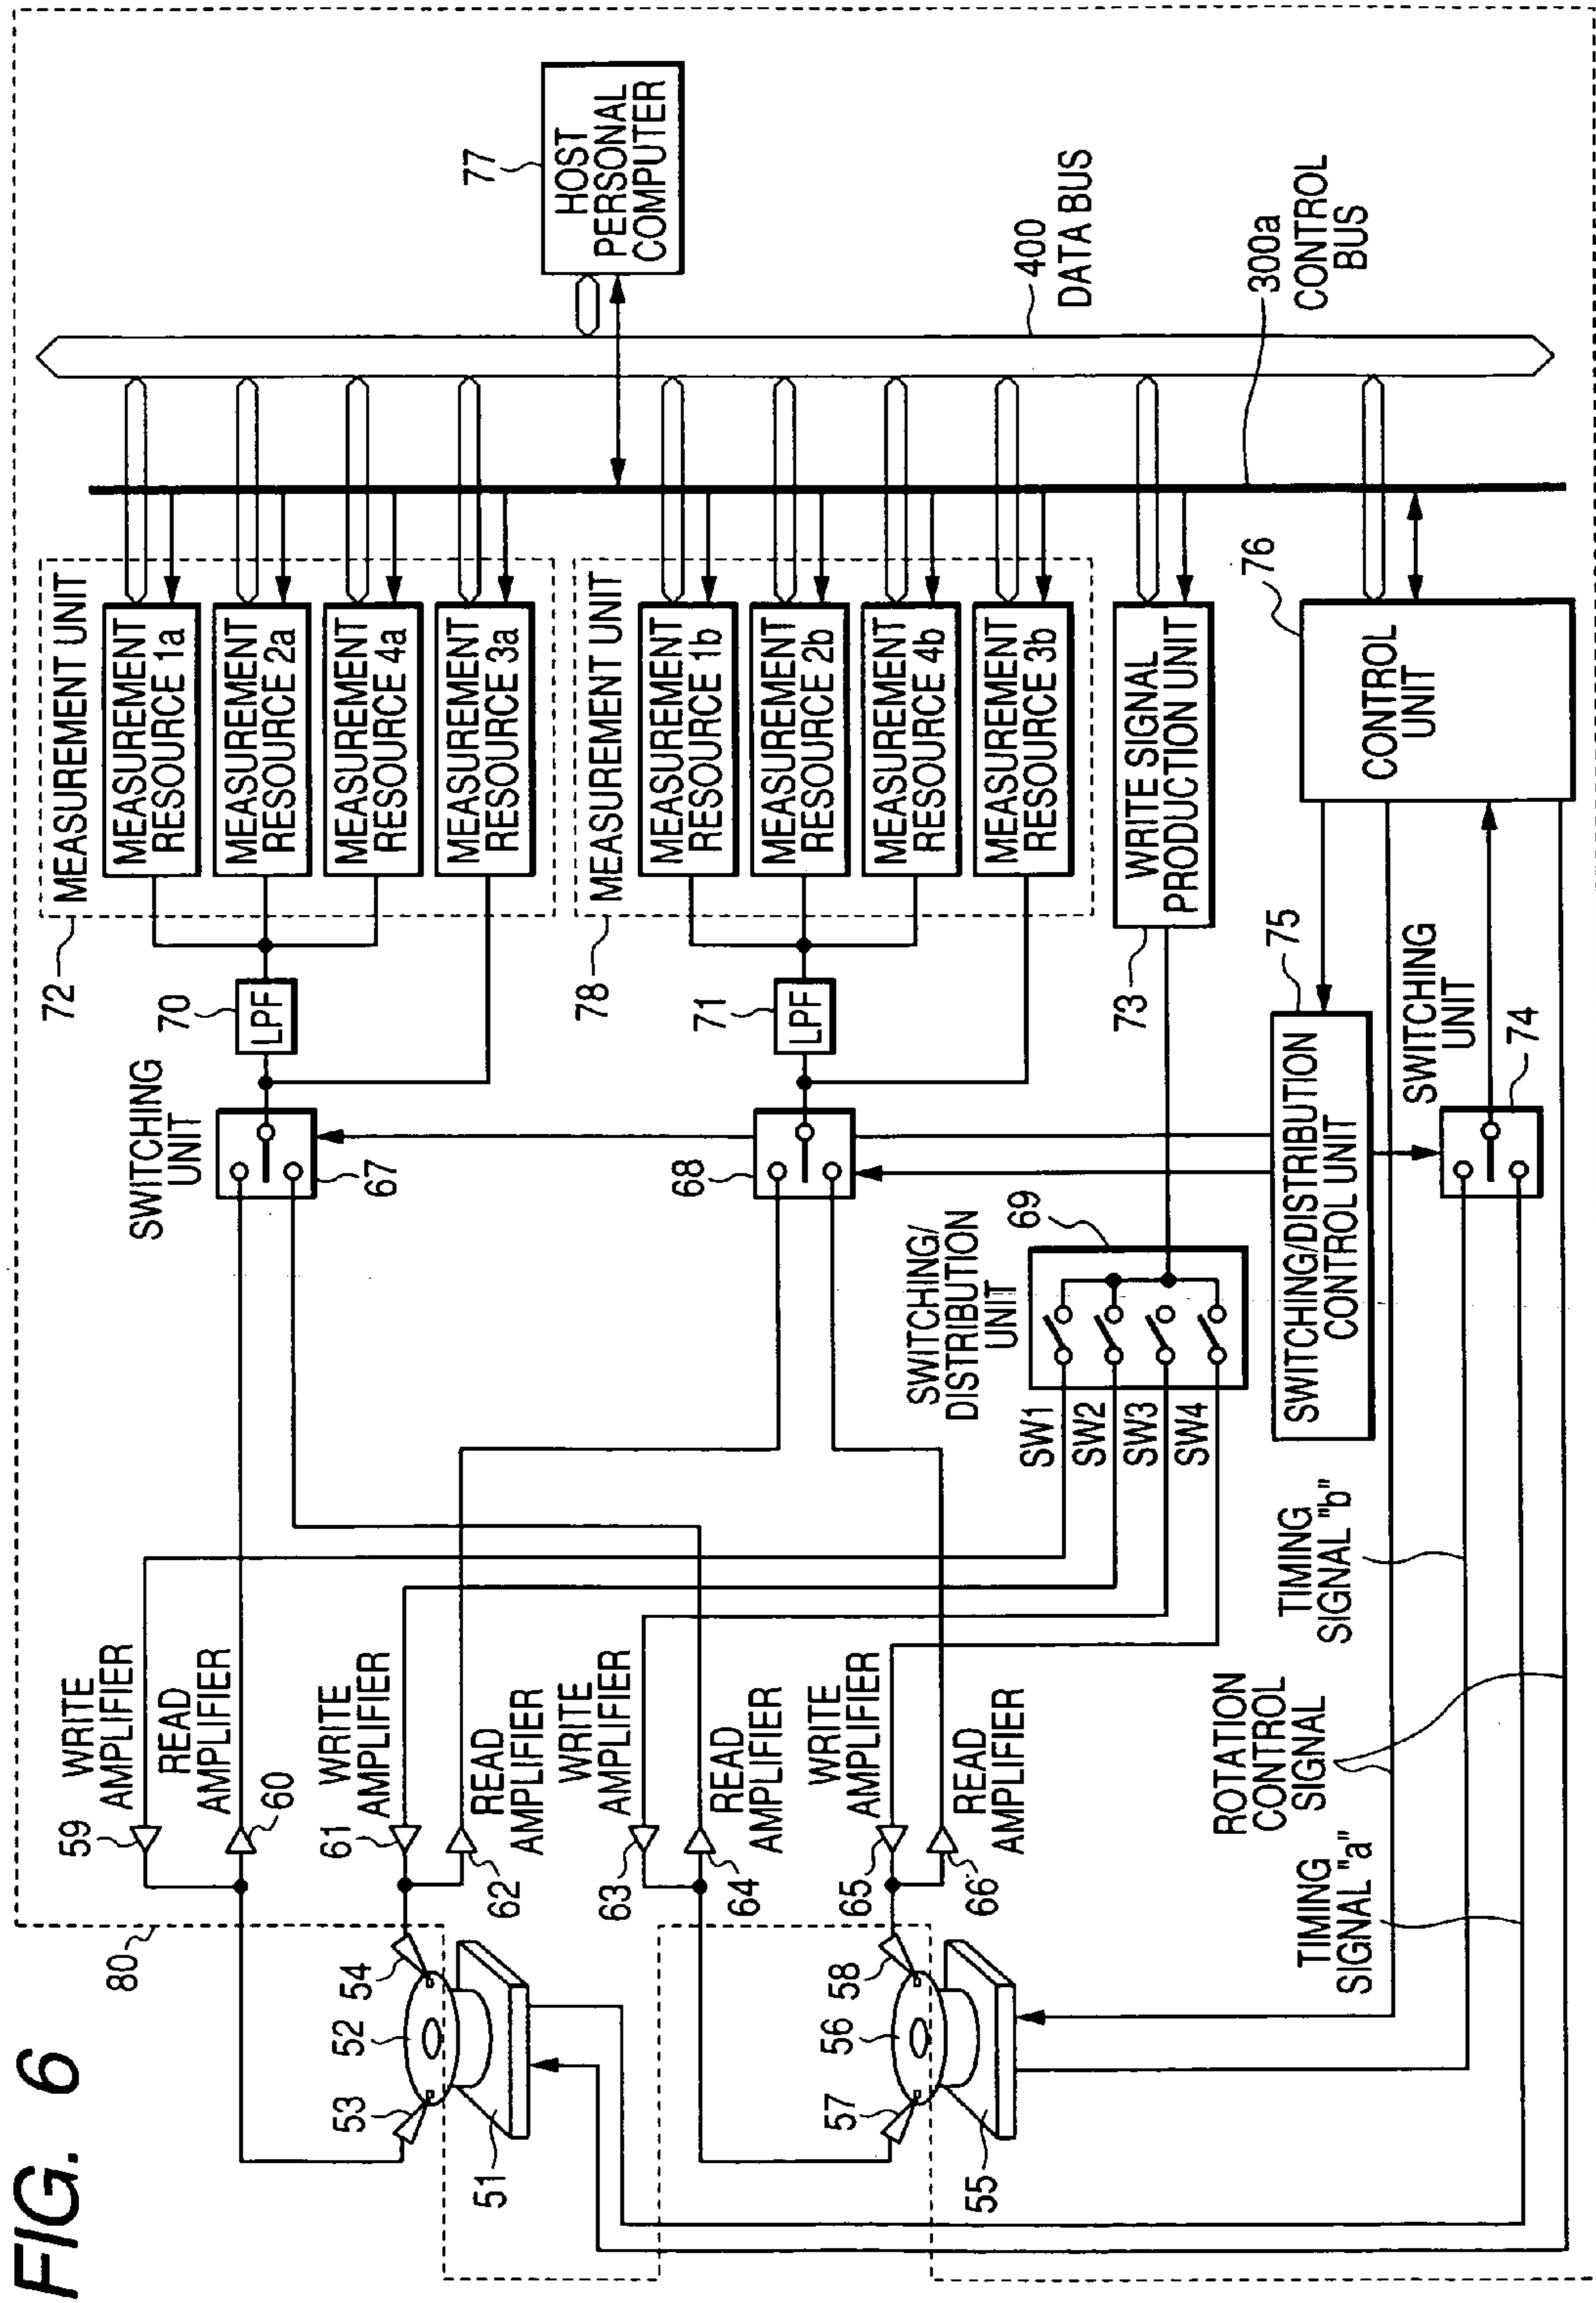 FIG. 6
80
59
WRITE
AMPLIFIER
READ
AMPLIFIER
60
53
52
54
51
61
WRITE
AMPLIFIER
62
READ
AMPLIFIER
63
WRITE
AMPLIFIER
64
READ
AMPLIFIER
57
56
58
55
65
WRITE
AMPLIFIER
66
READ
AMPLIFIER
TIMING
SIGNAL "a"
ROTATION
CONTROL
SIGNAL
TIMING
SIGNAL "b"
SWITCHING
UNIT
67
68
SWITCHING/
DISTRIBUTION
UNIT
69
SW1
SW2
SW3
SW4
SWITCHING/DISTRIBUTION
CONTROL UNIT
75
SWITCHING
UNIT
74
70
LPF
71
LPF
72
MEASUREMENT UNIT
MEASUREMENT
RESOURCE 1a
MEASUREMENT
RESOURCE 2a
MEASUREMENT
RESOURCE 4a
MEASUREMENT
RESOURCE 3a
78
MEASUREMENT UNIT
MEASUREMENT
RESOURCE 1b
MEASUREMENT
RESOURCE 2b
MEASUREMENT
RESOURCE 4b
MEASUREMENT
RESOURCE 3b
73
WRITE SIGNAL
PRODUCTION UNIT
76
CONTROL
UNIT
77
HOST
PERSONAL
COMPUTER
400
DATA BUS
300a
CONTROL
BUS